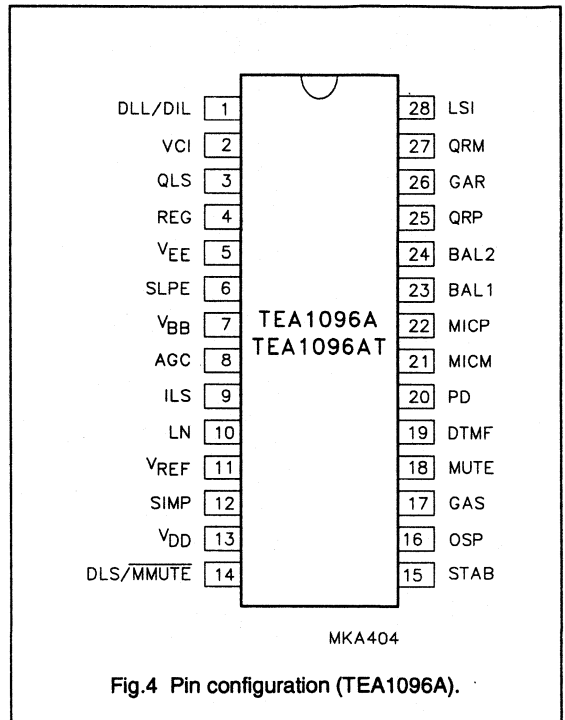 DLL/DIL 1
VCI 2
QLS 3
REG 4
VEE 5
SLPE 6
VBB 7
AGC 8
ILS 9
LN 10
VREF 11
SIMP 12
VDD 13
DLS/MMUTE 14
TEA1096A
TEA1096AT
28 LSI
27 QRM
26 GAR
25 QRP
24 BAL2
23 BAL1
22 MICP
21 MICM
20 PD
19 DTMF
18 MUTE
17 GAS
16 OSP
15 STAB
MKA404
Fig.4 Pin configuration (TEA1096A).